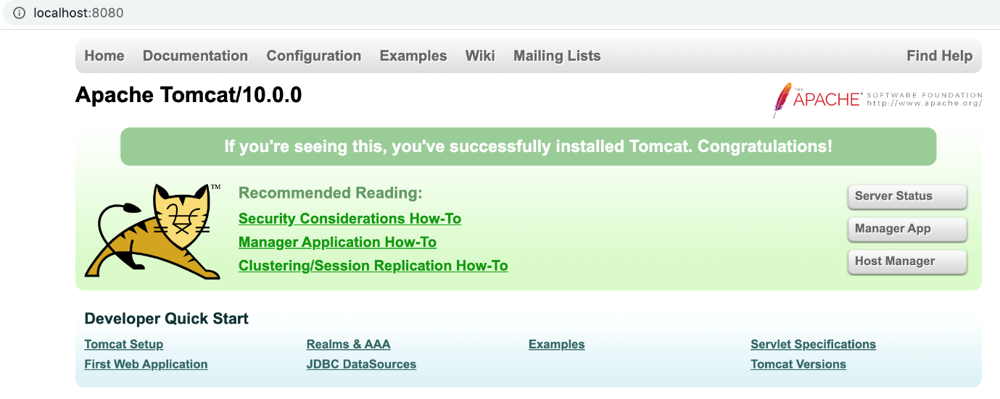 localhost:8080
Home Documentation Configuration Examples Wiki Mailing Lists Find Help
Apache Tomcat/10.0.0
THE
APACHE® SOFTWARE FOUNDATION
http://www.apache.org/
If you're seeing this, you've successfully installed Tomcat. Congratulations!
TM
Recommended Reading:
Security Considerations How-To
Manager Application How-To
Clustering/Session Replication How-To
Server Status
Manager App
Host Manager
Developer Quick Start
Tomcat Setup Realms & AAA Examples Servlet Specifications
First Web Application JDBC DataSources Tomcat Versions